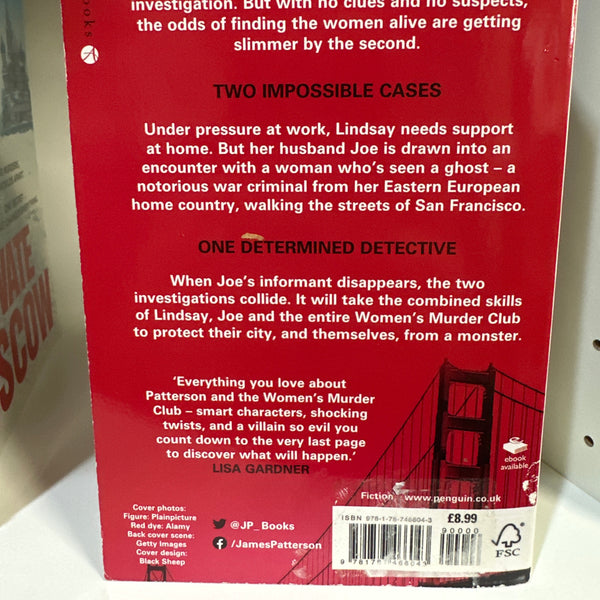 investigation. But with no clues and no suspects,
the odds of finding the women alive are getting
slimmer by the second.
ooks
TWO IMPOSSIBLE CASES
Under pressure at work, Lindsay needs support
at home. But her husband Joe is drawn into an
encounter with a woman who's seen a ghost – a
notorious war criminal from her Eastern European
home country, walking the streets of San Francisco.
ONE DETERMINED DETECTIVE
When Joe's informant disappears, the two
investigations collide. It will take the combined skills
of Lindsay, Joe and the entire Women's Murder Club
to protect their city, and themselves, from a monster.
'Everything you love about
Patterson and the Women's Murder
Club – smart characters, shocking
twists, and a villain so evil you
count down to the very last page
to discover what will happen.'
LISA GARDNER
ebook
available
Fiction
www.penguin.co.uk
Cover photos:
Figure: Plainpicture
Red dye: Alamy
Back cover scene:
Getty Images
Cover design:
Black Sheep
@JP_Books
/JamesPatterson
ISBN 978-1-78-746804-3
£8.99
90000
FSC
VATE
SCOW